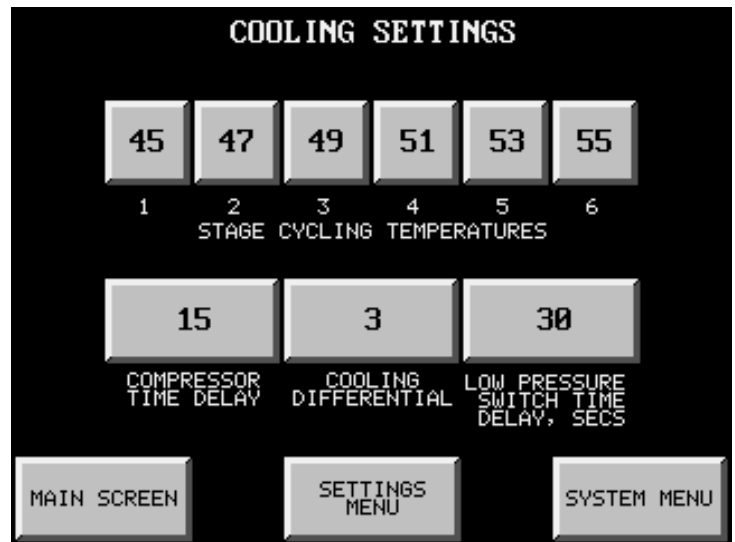 COOLING SETTINGS
45 47 49 51 53 55
1 2 3 4 5 6
STAGE CYCLING TEMPERATURES
15 3 30
COMPRESSOR
TIME DELAY
COOLING
DIFFERENTIAL
LOW PRESSURE
SWITCH TIME
DELAY, SECS
MAIN SCREEN
SETTINGS
MENU
SYSTEM MENU